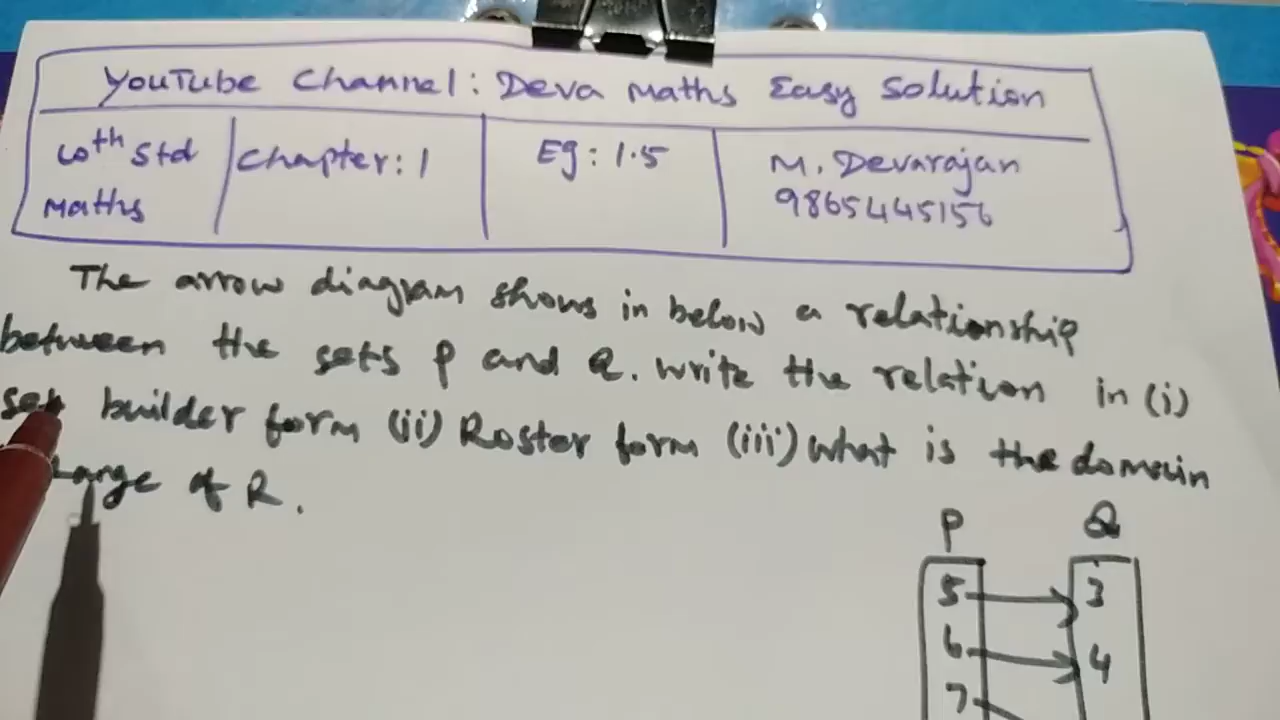 YouTube Channel: Deva Maths Easy Solution
10th Std Maths
Chapter: 1
Eg: 1.5
M. Devarajan
9865445156
The arrow diagram shows in below a relationship
between the sets P and Q. write the relation in (i)
set builder form (ii) Roster form (iii) what is the domain
range of R.
P Q
5 3
6 4
7